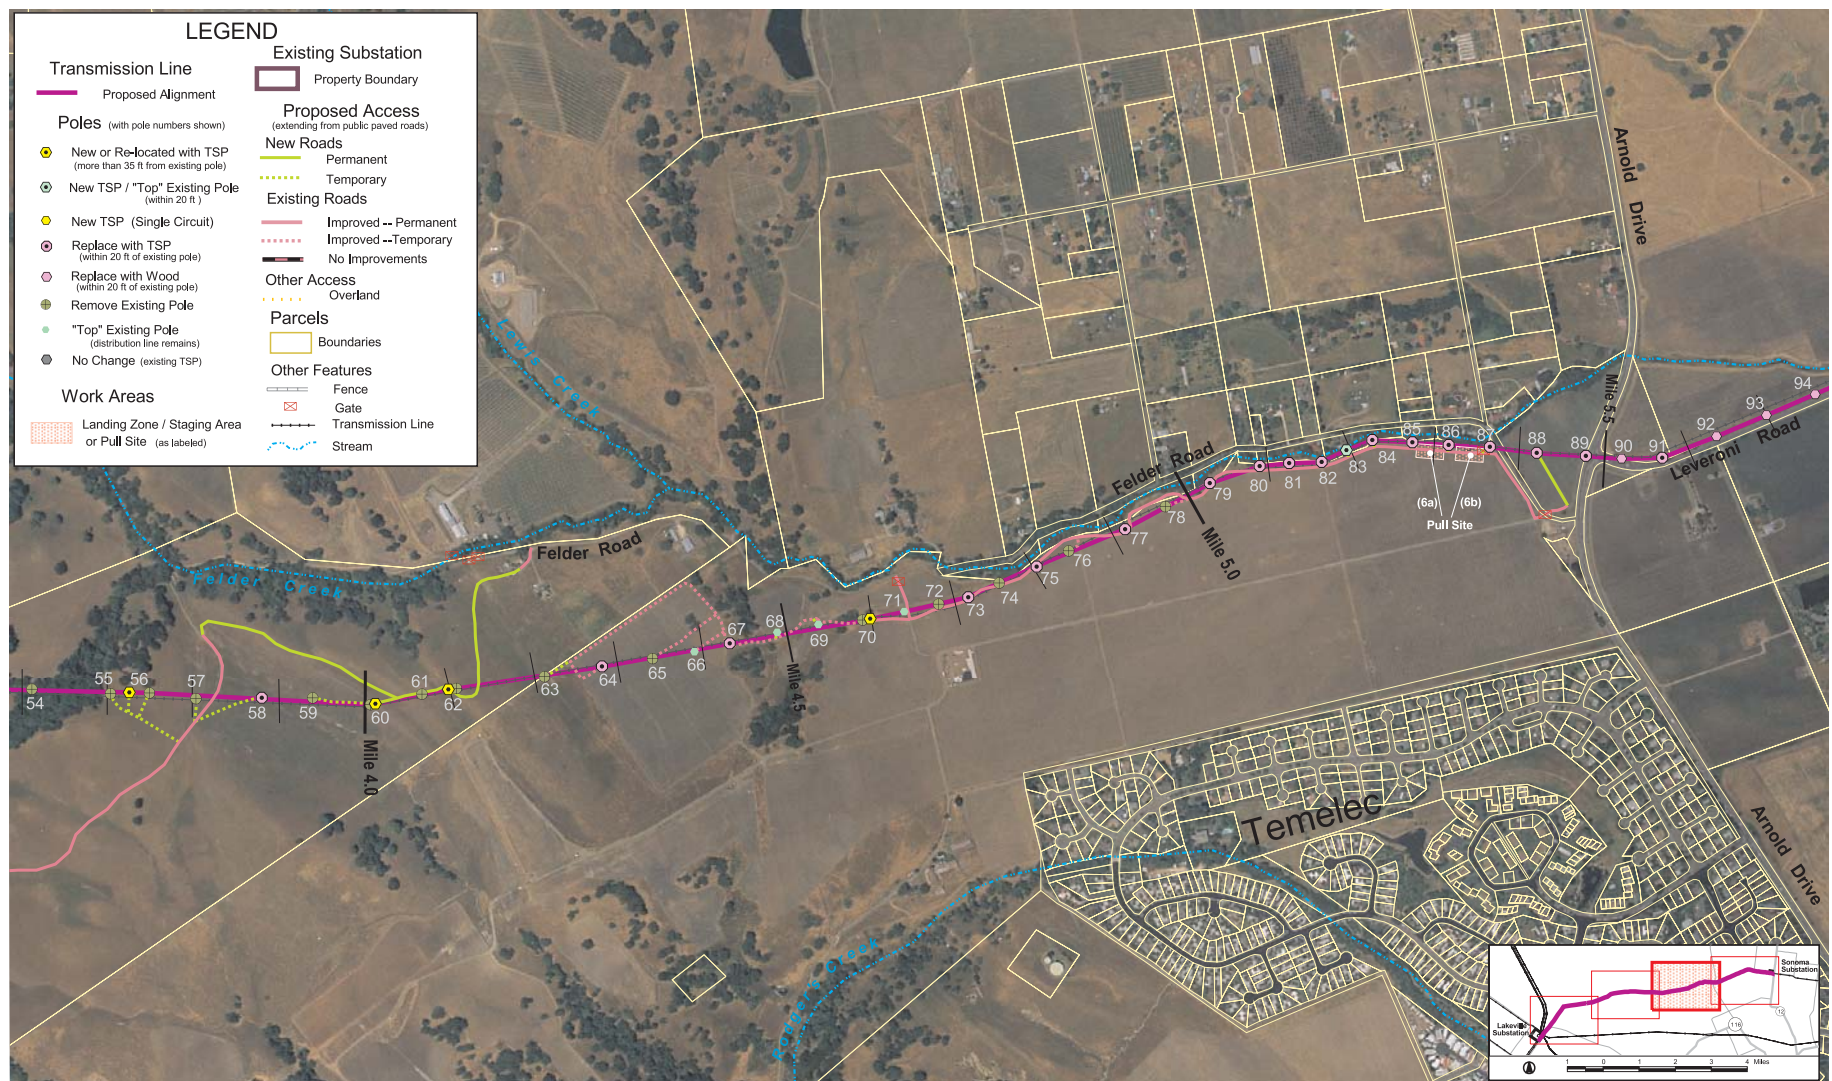 LEGEND
Transmission Line
Proposed Alignment
Poles (with pole numbers shown)
New or Re-located with TSP
(more than 35 ft from existing pole)
New TSP / "Top" Existing Pole
(within 20 ft )
New TSP (Single Circuit)
Replace with TSP
(within 20 ft of existing pole)
Replace with Wood
(within 20 ft of existing pole)
Remove Existing Pole
"Top" Existing Pole
(distribution line remains)
No Change (existing TSP)
Work Areas
Landing Zone / Staging Area
or Pull Site (as labeled)
Existing Substation
Property Boundary
Proposed Access
(extending from public paved roads)
New Roads
Permanent
Temporary
Existing Roads
Improved -- Permanent
Improved --Temporary
No Improvements
Other Access
Overland
Parcels
Boundaries
Other Features
Fence
Gate
Transmission Line
Stream
Arnold Drive
Lewis Creek
Felder Creek
Felder Road
Felder Road
Leveroni Road
Mile 4.0
Mile 4.5
Mile 5.0
Mile 5.5
54
55
56
57
58
59
60
61
62
63
64
65
66
67
68
69
70
71
72
73
74
75
76
77
78
79
80
81
82
83
84
85
86
87
88
89
90
91
92
93
94
(6a) (6b)
Pull Site
Temelec
Arnold Drive
Rodgers Creek
Sonoma
Substation
Lakeville
Substation
116
12
1 0 1 2 3 4 Miles